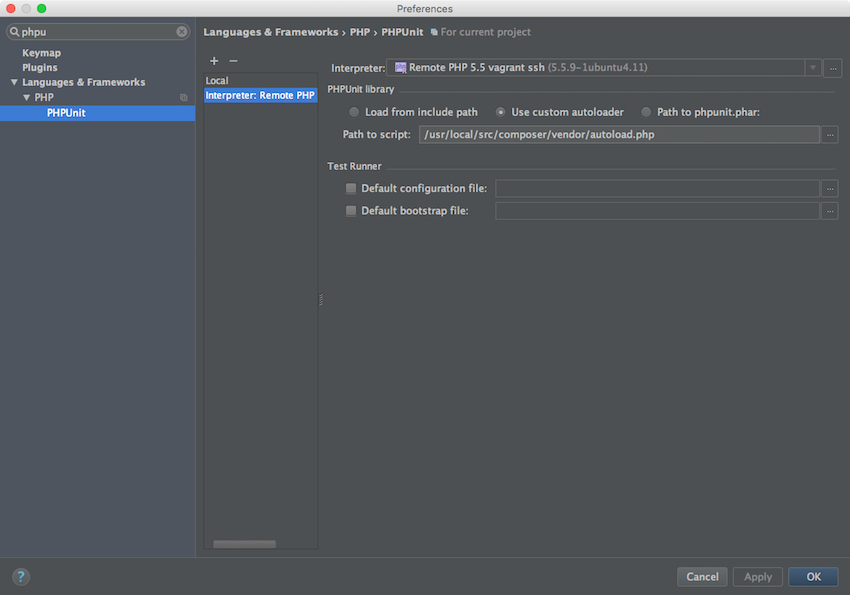 Preferences
phpu
Keymap
Plugins
Languages & Frameworks
PHP
PHPUnit
Languages & Frameworks › PHP › PHPUnit For current project
+ −
Local
Interpreter: Remote PHP
Interpreter: Remote PHP 5.5 vagrant ssh (5.5.9-1ubuntu4.11) ...
PHPUnit library
Load from include path Use custom autoloader Path to phpunit.phar:
Path to script: /usr/local/src/composer/vendor/autoload.php ...
Test Runner
Default configuration file: ...
Default bootstrap file: ...
? Cancel Apply OK